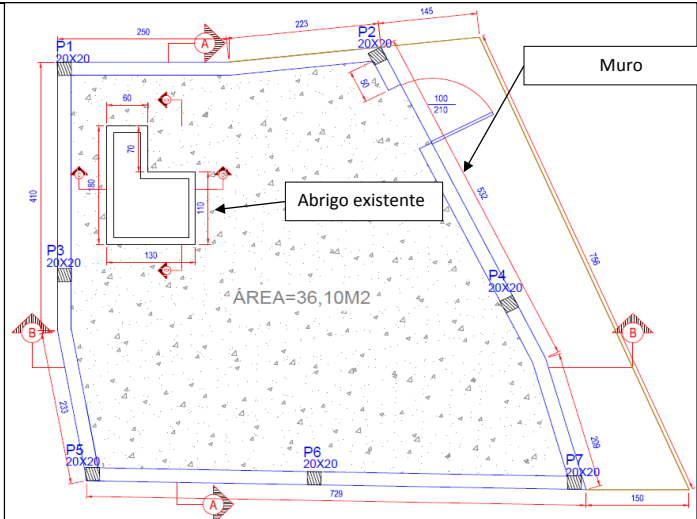 250
A
223
145
P1
20X20
P2
20X20
Muro
60
50
100
210
70
180
110
Abrigo existente
410
532
130
756
P3
20X20
P4
20X20
ÁREA=36,10M2
B
B
233
209
P5
20X20
P6
20X20
P7
20X20
729
150
A